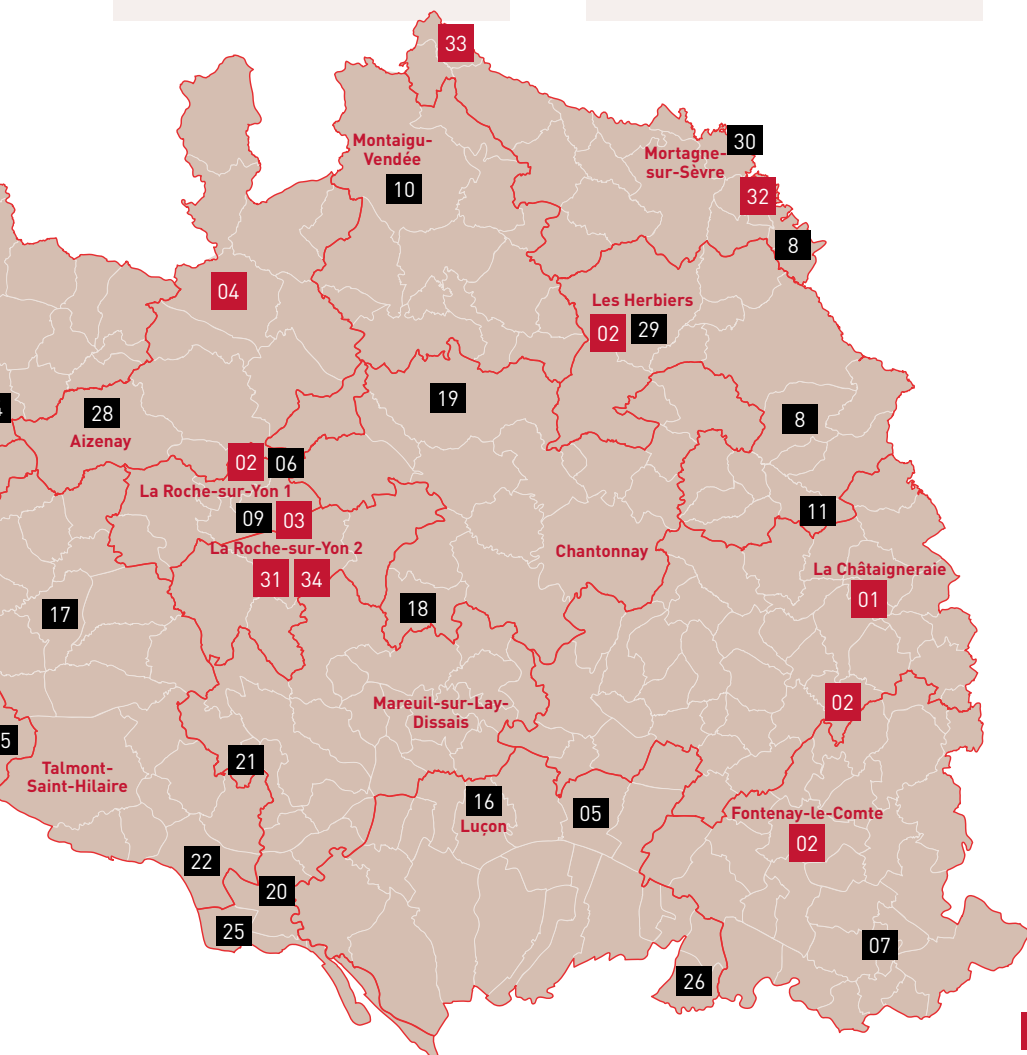 33
Montaigu-
Vendée
10
30
Mortagne-
sur-Sèvre
32
8
04
Les Herbiers
02 29
19
28
Aizenay
8
02 06
La Roche-sur-Yon 1
09 03
11
La Roche-sur-Yon 2
31 34
Chantonnay
La Châtaigneraie
01
17
18
02
Mareuil-sur-Lay-
Dissais
5
21
Talmont-
Saint-Hilaire
16
Luçon
05
Fontenay-le-Comte
02
22
20
25
07
26